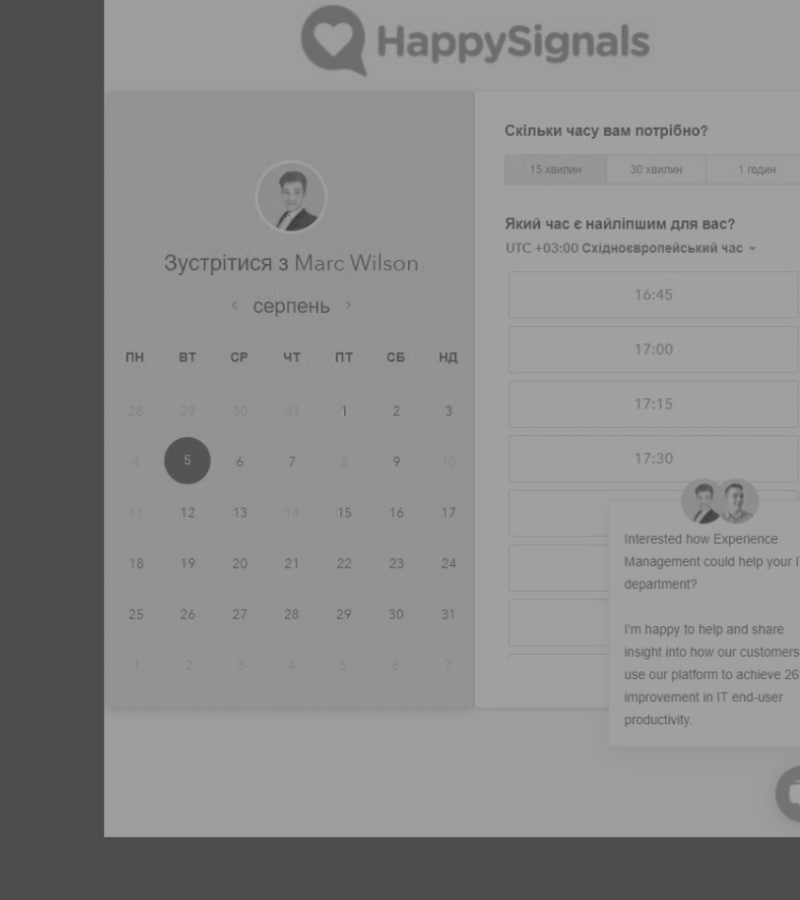 HappySignals
Зустрітися з Marc Wilson
серпень
ПН ВТ СР ЧТ ПТ СБ НД
28 29 30 31 1 2 3
4 5 6 7 8 9 10
11 12 13 14 15 16 17
18 19 20 21 22 23 24
25 26 27 28 29 30 31
1 2 3 4 5 6 7
Скільки часу вам потрібно?
15 хвилин 30 хвилин 1 годин
Який час є найліпшим для вас?
UTC +03:00 Східноєвропейський час
16:45
17:00
17:15
17:30
Interested how Experience
Management could help your
department?
I'm happy to help and share
insight into how our customers
use our platform to achieve 26
improvement in IT end-user
productivity.